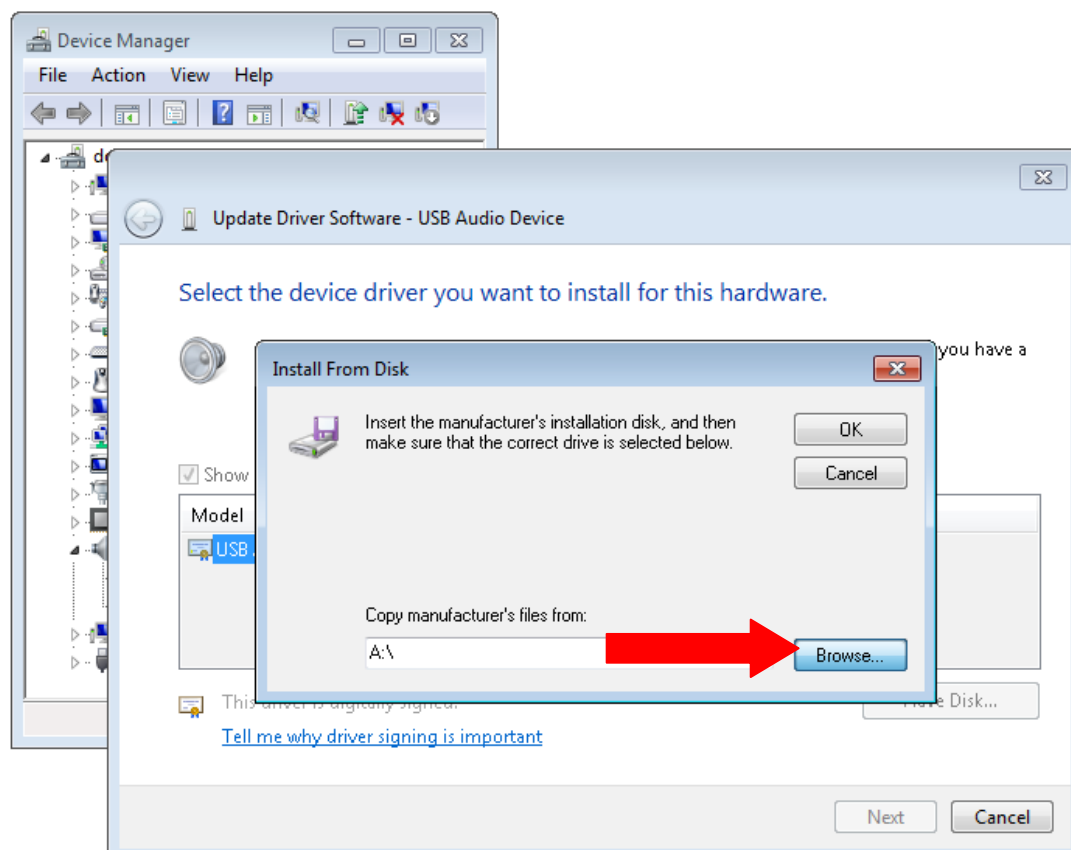 Device Manager
File Action View Help
Update Driver Software - USB Audio Device
Select the device driver you want to install for this hardware.
you have a
Install From Disk
Insert the manufacturer's installation disk, and then
make sure that the correct drive is selected below.
OK
Cancel
Show
Model
USB
Copy manufacturer's files from:
A:\
Browse...
This driver is digitally signed.
Disk...
Tell me why driver signing is important
Next Cancel